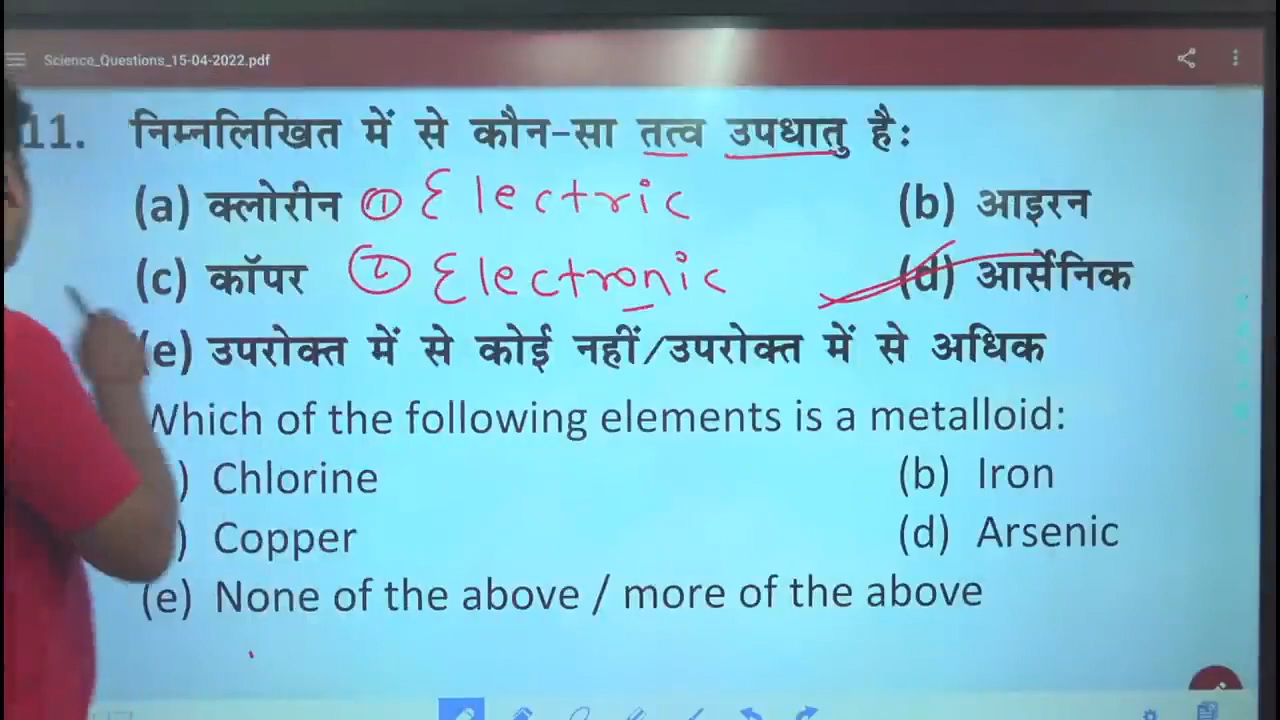 Science_Questions_15-04-2022.pdf
11. निम्नलिखित में से कौन-सा तत्व उपधातु है:
(a) क्लोरीन ① Electric (b) आइरन
(c) कॉपर ② Electronic (d) आर्सेनिक
(e) उपरोक्त में से कोई नहीं/उपरोक्त में से अधिक
Which of the following elements is a metalloid:
) Chlorine (b) Iron
) Copper (d) Arsenic
(e) None of the above / more of the above